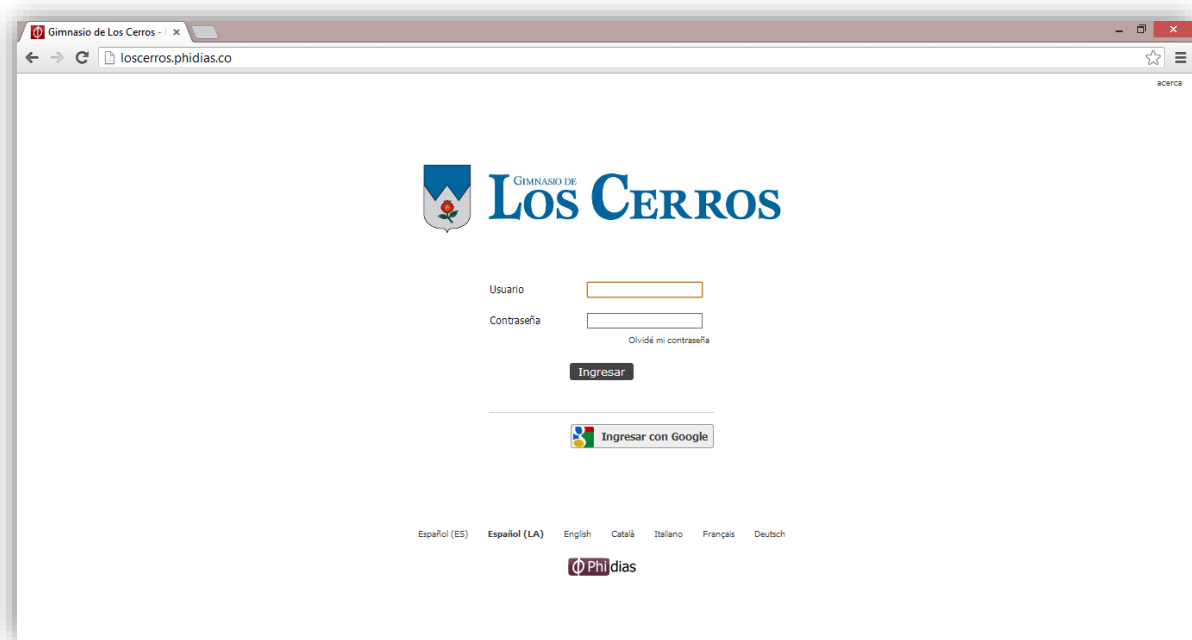 Gimnasio de Los Cerros -
loscerros.phidias.co
acerca
GIMNASIO DE
LOS CERROS
Usuario
Contraseña
Olvidé mi contraseña
Ingresar
Ingresar con Google
Español (ES) Español (LA) English Català Italiano Français Deutsch
Phidias